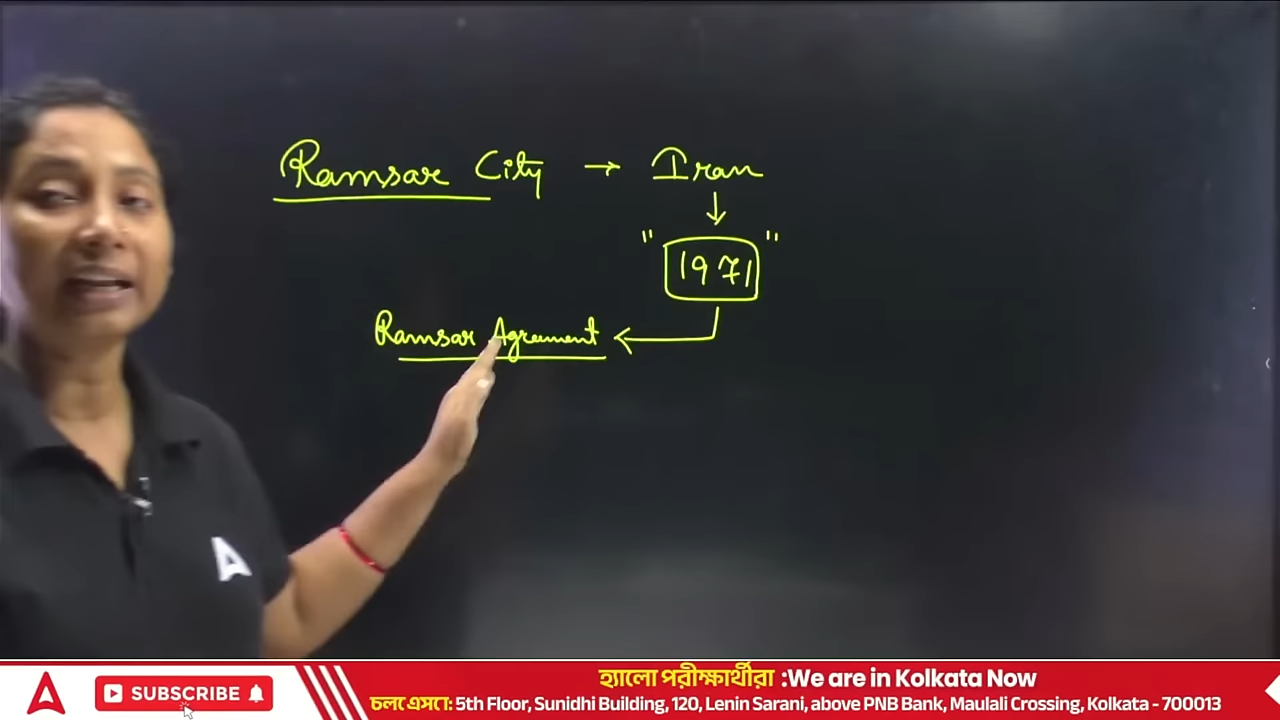 Ramsar City → Iran
↓
"1971"
Ramsar Agreement ←
SUBSCRIBE
হ্যালো পরীক্ষার্থীরা :We are in Kolkata Now
চলে এসো: 5th Floor, Sunidhi Building, 120, Lenin Sarani, above PNB Bank, Maulali Crossing, Kolkata - 700013